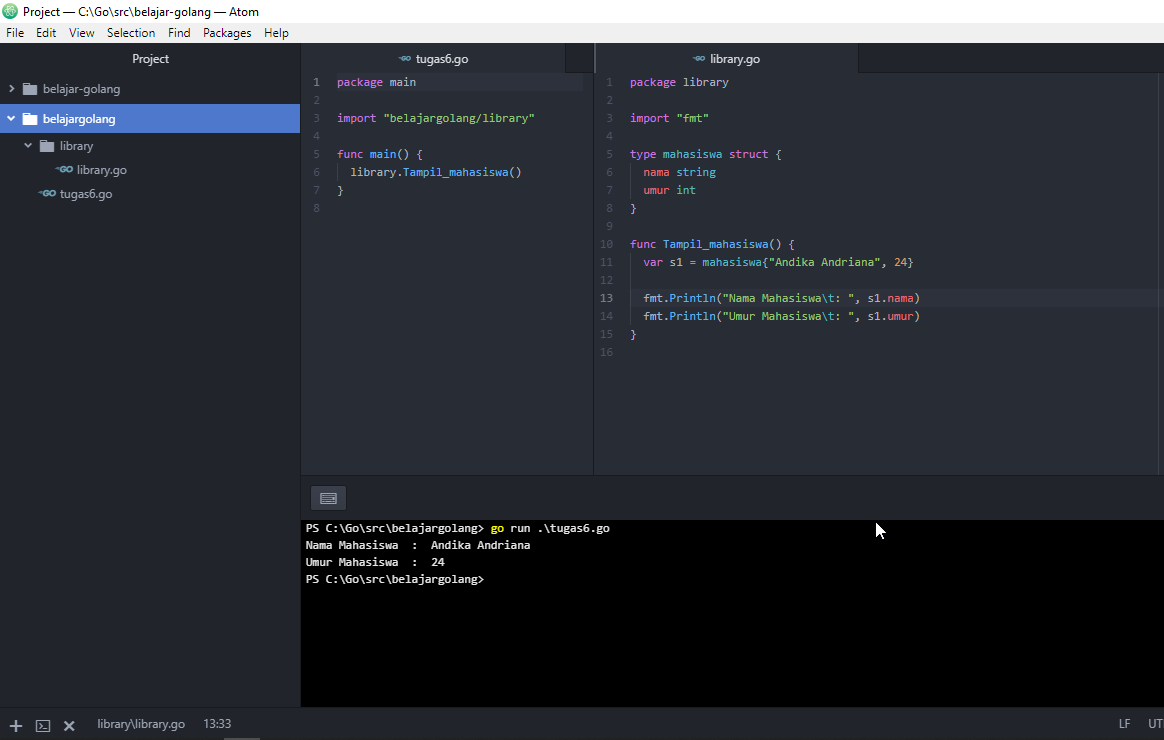 Project — C:\Go\src\belajar-golang — Atom
File Edit View Selection Find Packages Help
Project
belajar-golang
belajargolang
library
library.go
tugas6.go
tugas6.go
1 package main
2
3 import "belajargolang/library"
4
5 func main() {
6 library.Tampil_mahasiswa()
7 }
8
library.go
1 package library
2
3 import "fmt"
4
5 type mahasiswa struct {
6 nama string
7 umur int
8 }
9
10 func Tampil_mahasiswa() {
11 var s1 = mahasiswa{"Andika Andriana", 24}
12
13 fmt.Println("Nama Mahasiswa\t: ", s1.nama)
14 fmt.Println("Umur Mahasiswa\t: ", s1.umur)
15 }
16
PS C:\Go\src\belajargolang> go run .\tugas6.go
Nama Mahasiswa : Andika Andriana
Umur Mahasiswa : 24
PS C:\Go\src\belajargolang>
library\library.go 13:33 LF UT